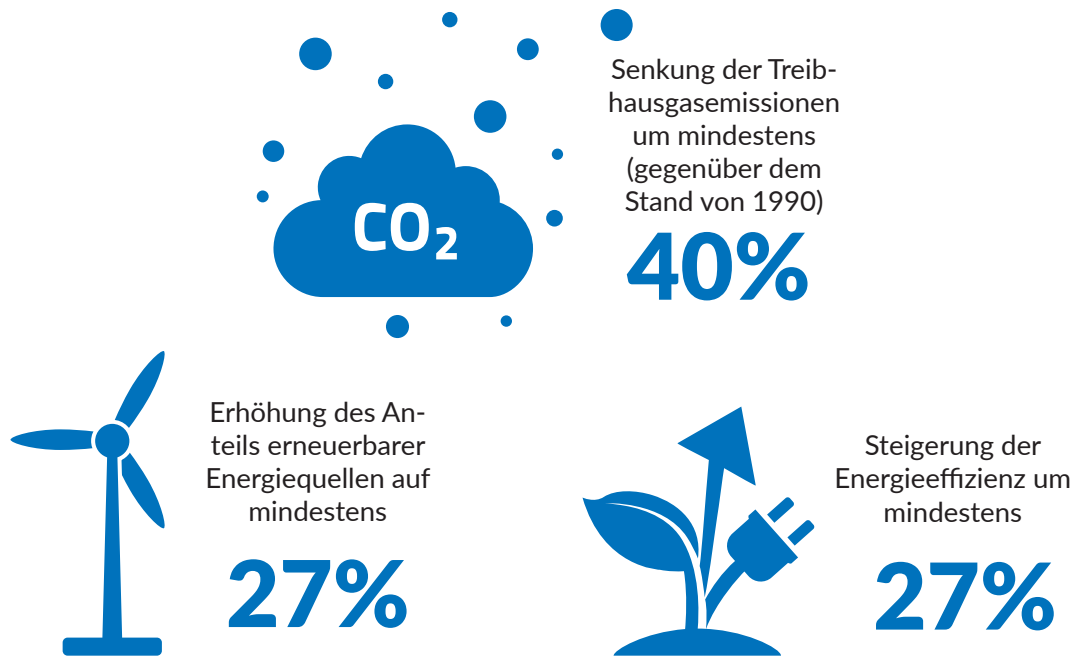 CO₂
Senkung der Treib-
hausgasemissionen
um mindestens
(gegenüber dem
Stand von 1990)
40%
Erhöhung des An-
teils erneuerbarer
Energiequellen auf
mindestens
27%
Steigerung der
Energieeffizienz um
mindestens
27%